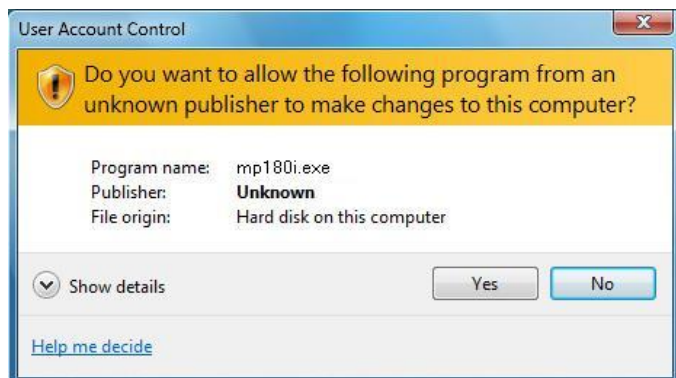 User Account Control
Do you want to allow the following program from an
unknown publisher to make changes to this computer?
Program name: mp180i.exe
Publisher: Unknown
File origin: Hard disk on this computer
Show details
Yes No
Help me decide